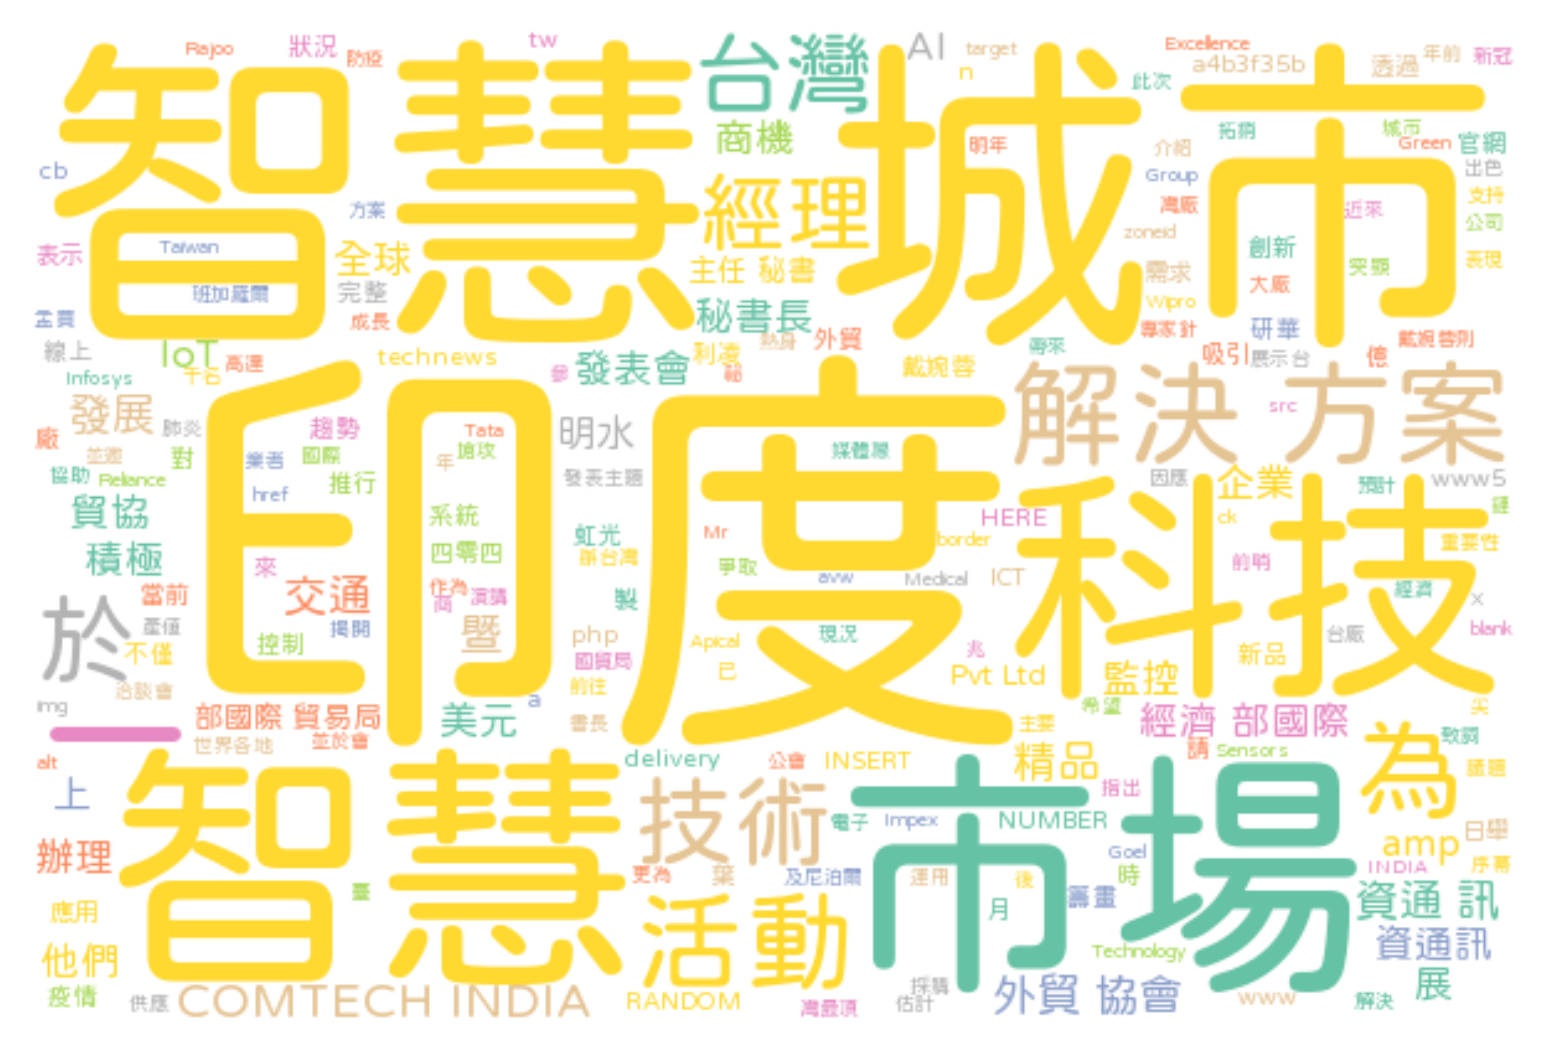 Rajoo
狀況
防疫
tw
台灣
AI
target
n
Excellence
a4b3f35b
透過
年前
新冠
此次
智慧
城市
商機
明年
拓銷
城市
Green
官網
介紹
出色
cb
Group
支持
方案
經理
灣廠
近來
公司
zoneid
表示
Taiwan
全球
主任 秘書
創新
突顯
表現
需求
班加羅爾
完整
大廠
Wipro
孟買
成長
秘書長
專家針
研華
外貿
熱身
戴婉蓉則
線上
IoT
高達
technews
發表會
利凌
帶來
吸引
展示台
億
Infosys
千名
參
戴婉蓉
印度
解決 方案
發展
肺炎
趨勢
Tata
明水
src
廠
並邀
對
業者
國際
年
搶攻
媒體
協助
Reliance
推行
發表主題
因應
企業
預計
www5
href
貿協
系統
HERE
科技
ck
鏈
虹光
Mr
border
重要性
積極
四零四
辦台灣
爭取
前哨
來
avw
Medical
ICT
當前
交通
作為
商
演講
製
經濟
x
於
產值
揭開
暨
php
現況
台廠
blank
不僅
控制
Apical
國貿局
兆
新品
洽談會
前往
已
Pvt Ltd
監控
img
a
希望
尖
一
部國際 貿易局
美元
書長
主要
經濟 部國際
世界各地
並於會
請
Sensors
致詞
alt
delivery
公會
INSERT
精品
為
議題
上
智慧
技術
市場
指出
電子
Impex
NUMBER
amp
日舉
辦理
Goel
INDIA
序幕
更為
葉
及尼泊爾
運用
後
時
臺
籌畫
資通 訊
應用
活動
月
他們
Technology
資通訊
疫情
供應
COMTECH INDIA
RANDOM
灣最頂
採購
估計
外貿 協會
www
解決
展